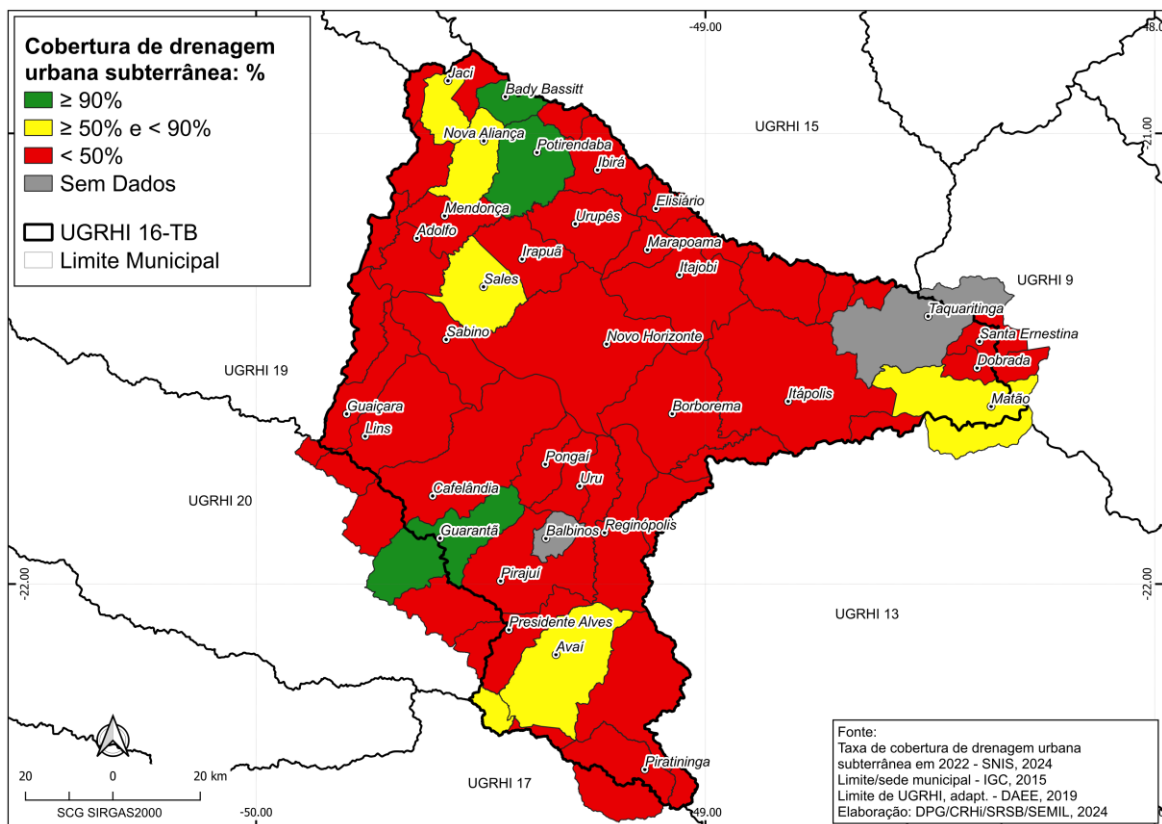 Cobertura de drenagem
urbana subterrânea: %
≥ 90%
≥ 50% e < 90%
< 50%
Sem Dados
UGRHI 16-TB
Limite Municipal
-49.00
-48.00
Jaci
Bady Bassitt
UGRHI 15
-21.00
Nova Aliança
Potirendaba
Ibirá
Mendonça
Elisiário
Urupês
Adolfo
Marapoama
Irapuã
Itajobi
UGRHI 9
Sales
Taquaritinga
Sabino
Novo Horizonte
Santa Ernestina
Dobrada
UGRHI 19
Guaiçara
Borborema
Itápolis
Matão
Lins
Pongaí
Uru
UGRHI 20
Cafelândia
Guarantã
Balbinos
Reginópolis
Pirajuí
-22.00
-22.00
UGRHI 13
Presidente Alves
Avaí
Piratininga
UGRHI 17
20 0 20 km
SCG SIRGAS2000
-50.00
-49.00
Fonte:
Taxa de cobertura de drenagem urbana
subterrânea em 2022 - SNIS, 2024
Limite/sede municipal - IGC, 2015
Limite de UGRHI, adapt. - DAEE, 2019
Elaboração: DPG/CRHi/SRSB/SEMIL, 2024